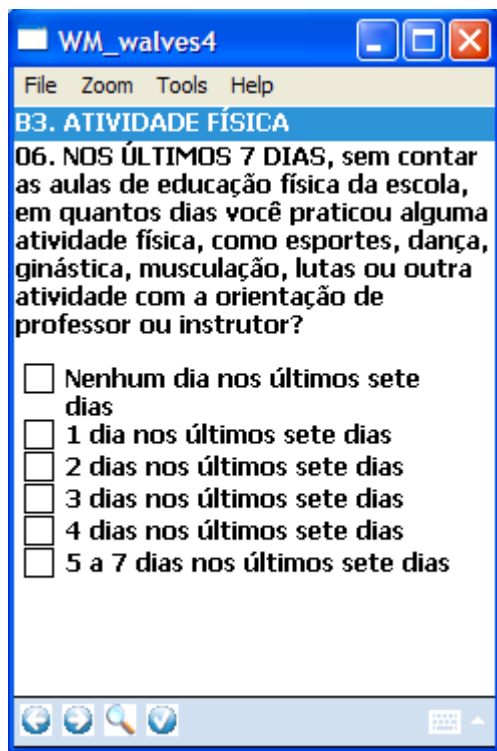 WM_walves4
File Zoom Tools Help
B3. ATIVIDADE FÍSICA
06. NOS ÚLTIMOS 7 DIAS, sem contar
as aulas de educação física da escola,
em quantos dias você praticou alguma
atividade física, como esportes, dança,
ginástica, musculação, lutas ou outra
atividade com a orientação de
professor ou instrutor?
Nenhum dia nos últimos sete
dias
1 dia nos últimos sete dias
2 dias nos últimos sete dias
3 dias nos últimos sete dias
4 dias nos últimos sete dias
5 a 7 dias nos últimos sete dias